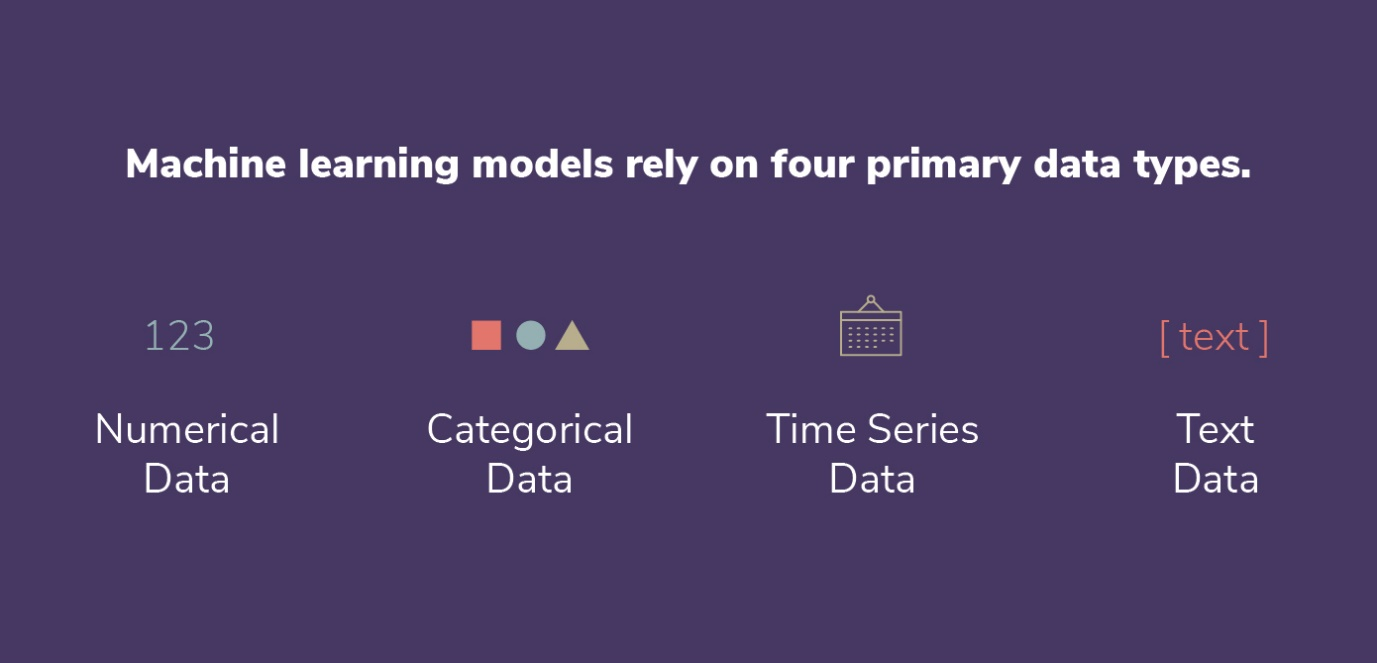 Machine learning models rely on four primary data types.
123
[ text ]
Numerical
Data
Categorical
Data
Time Series
Data
Text
Data